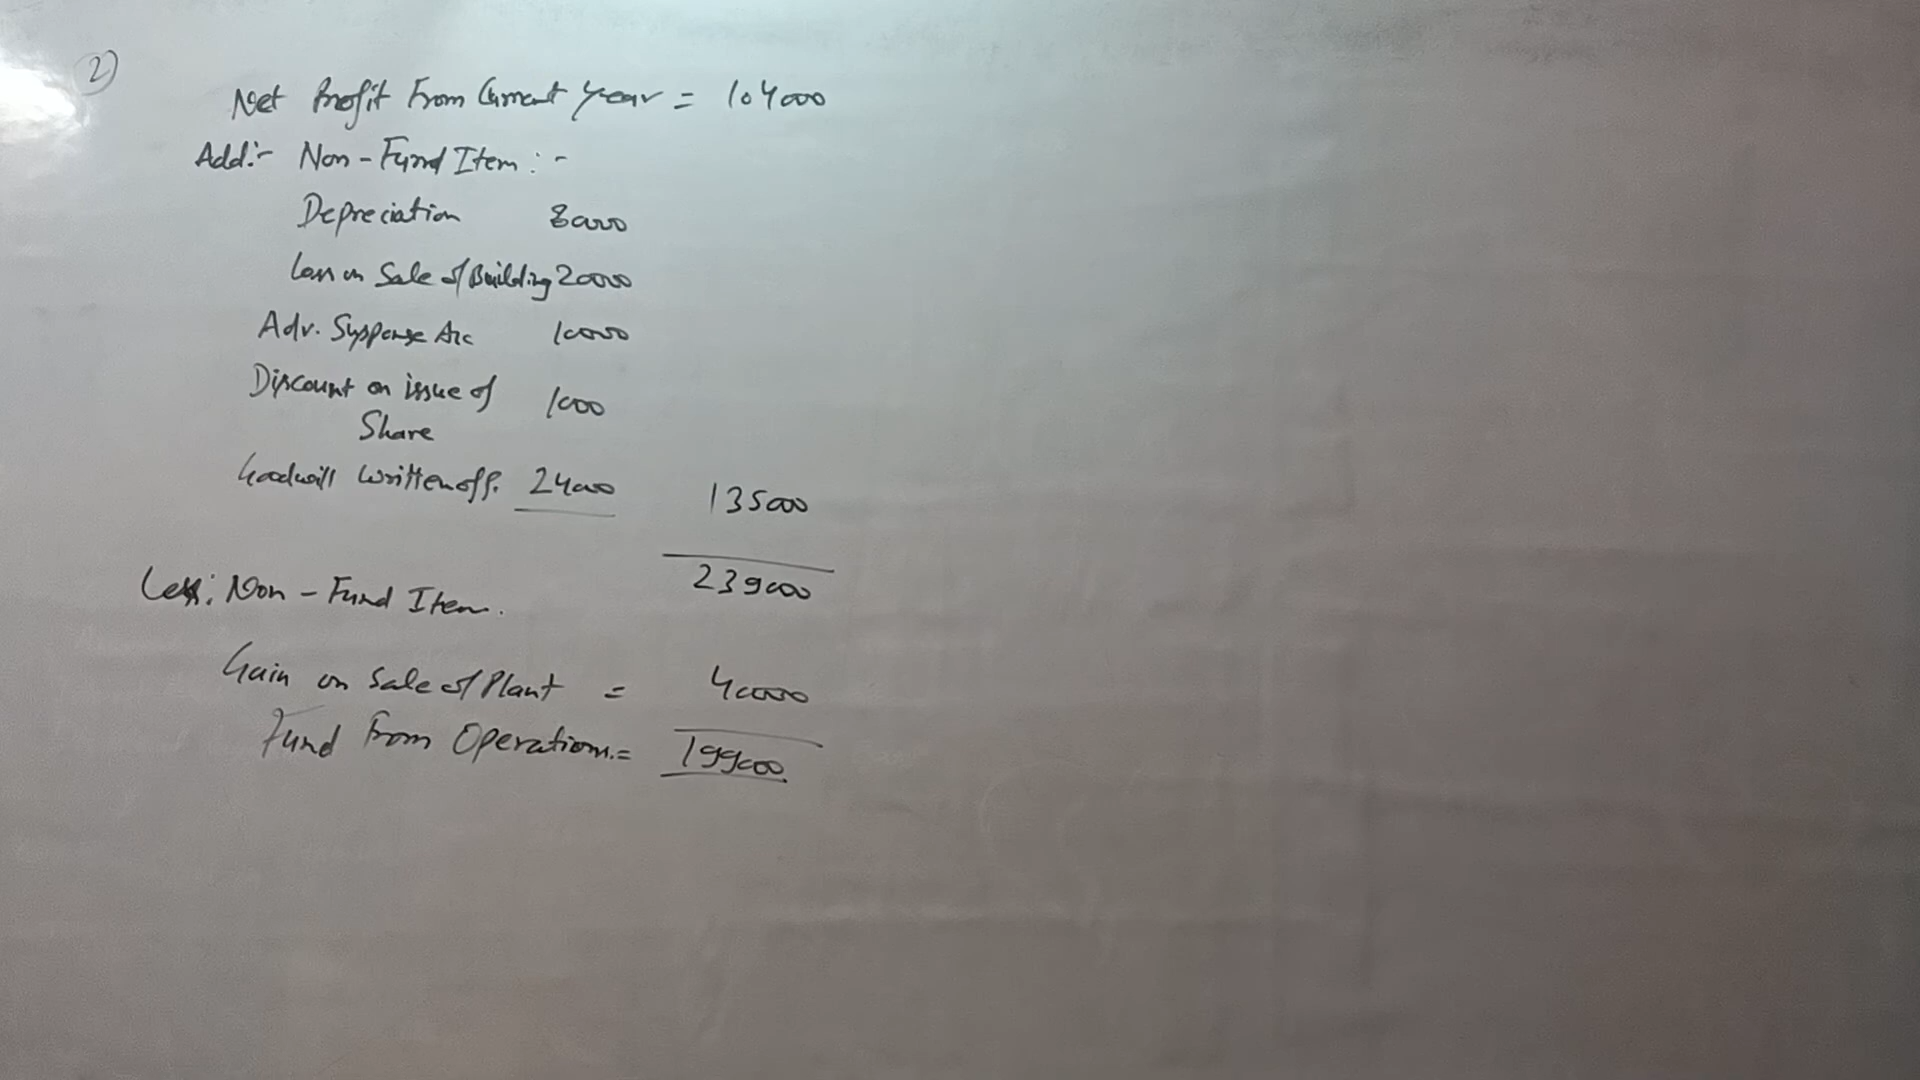 2)
Net Profit From Current year = 104000
Add:- Non-Fund Item :-
Depreciation 80000
Loss on Sale of Building 20000
Adv. Suspense A/c 10000
Discount on issue of 1000
Share
Goodwill Written off. 24000 135000
239000
Less: Non-Fund Item.
Gain on Sale of Plant = 40000
Fund From Operation. = 199000